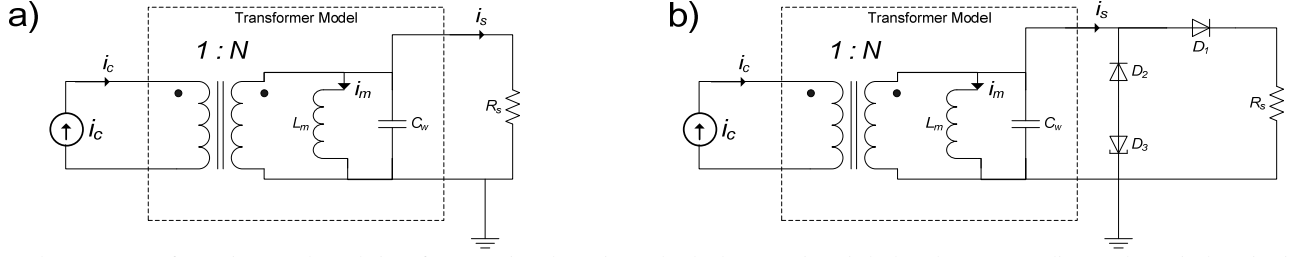 a)
Transformer Model
1 : N
i_c
i_c
i_m
L_m
C_w
i_s
R_s
b)
Transformer Model
1 : N
i_c
i_c
i_m
L_m
C_w
i_s
D_1
D_2
D_3
R_s